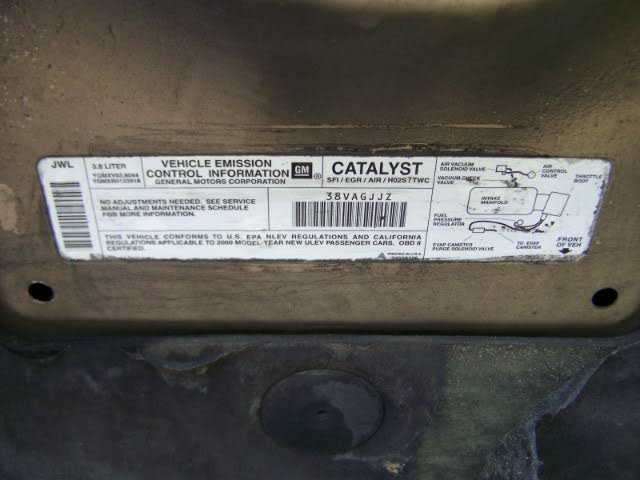 JWL
3.8 LITER
VEHICLE EMISSION
CONTROL INFORMATION
GENERAL MOTORS CORPORATION
GM
CATALYST
SFI / EGR / AIR / HO2S / TWC
NO ADJUSTMENTS NEEDED. SEE SERVICE
MANUAL AND MAINTENANCE SCHEDULE
FOR MORE INFORMATION.
38VAGJJZ
THIS VEHICLE CONFORMS TO U.S. EPA NLEV REGULATIONS AND CALIFORNIA
REGULATIONS APPLICABLE TO 2000 MODEL-YEAR NEW ULEV PASSENGER CARS. OBD II
CERTIFIED.
AIR VACUUM
SOLENOID VALVE
AIR
CONTROL
VALVE
THROTTLE
BODY
VACUUM
VALVE
INTAKE
MANIFOLD
FUEL
PRESSURE
REGULATOR
EVAP CANISTER
PURGE SOLENOID VALVE
TO EVAP
CANISTER
FRONT
OF VEH